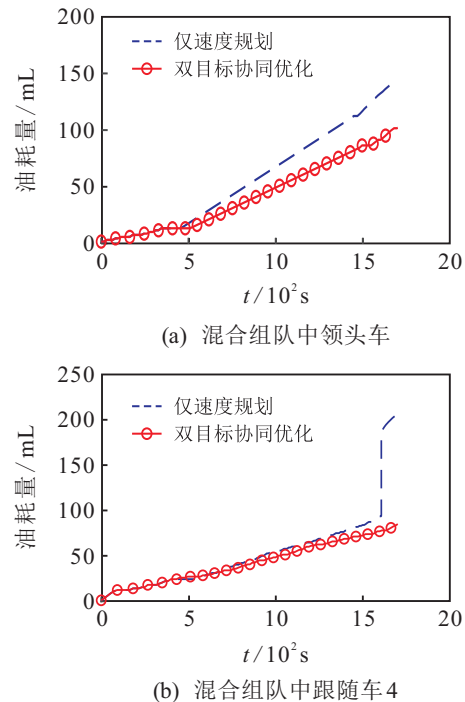 200
仅速度规划
双目标协同优化
150
100
50
0
油耗量/mL
0 5 10 15 20
t/10²s
(a) 混合组队中领头车
250
仅速度规划
双目标协同优化
200
150
100
50
0
油耗量/mL
0 5 10 15 20
t/10²s
(b) 混合组队中跟随车4